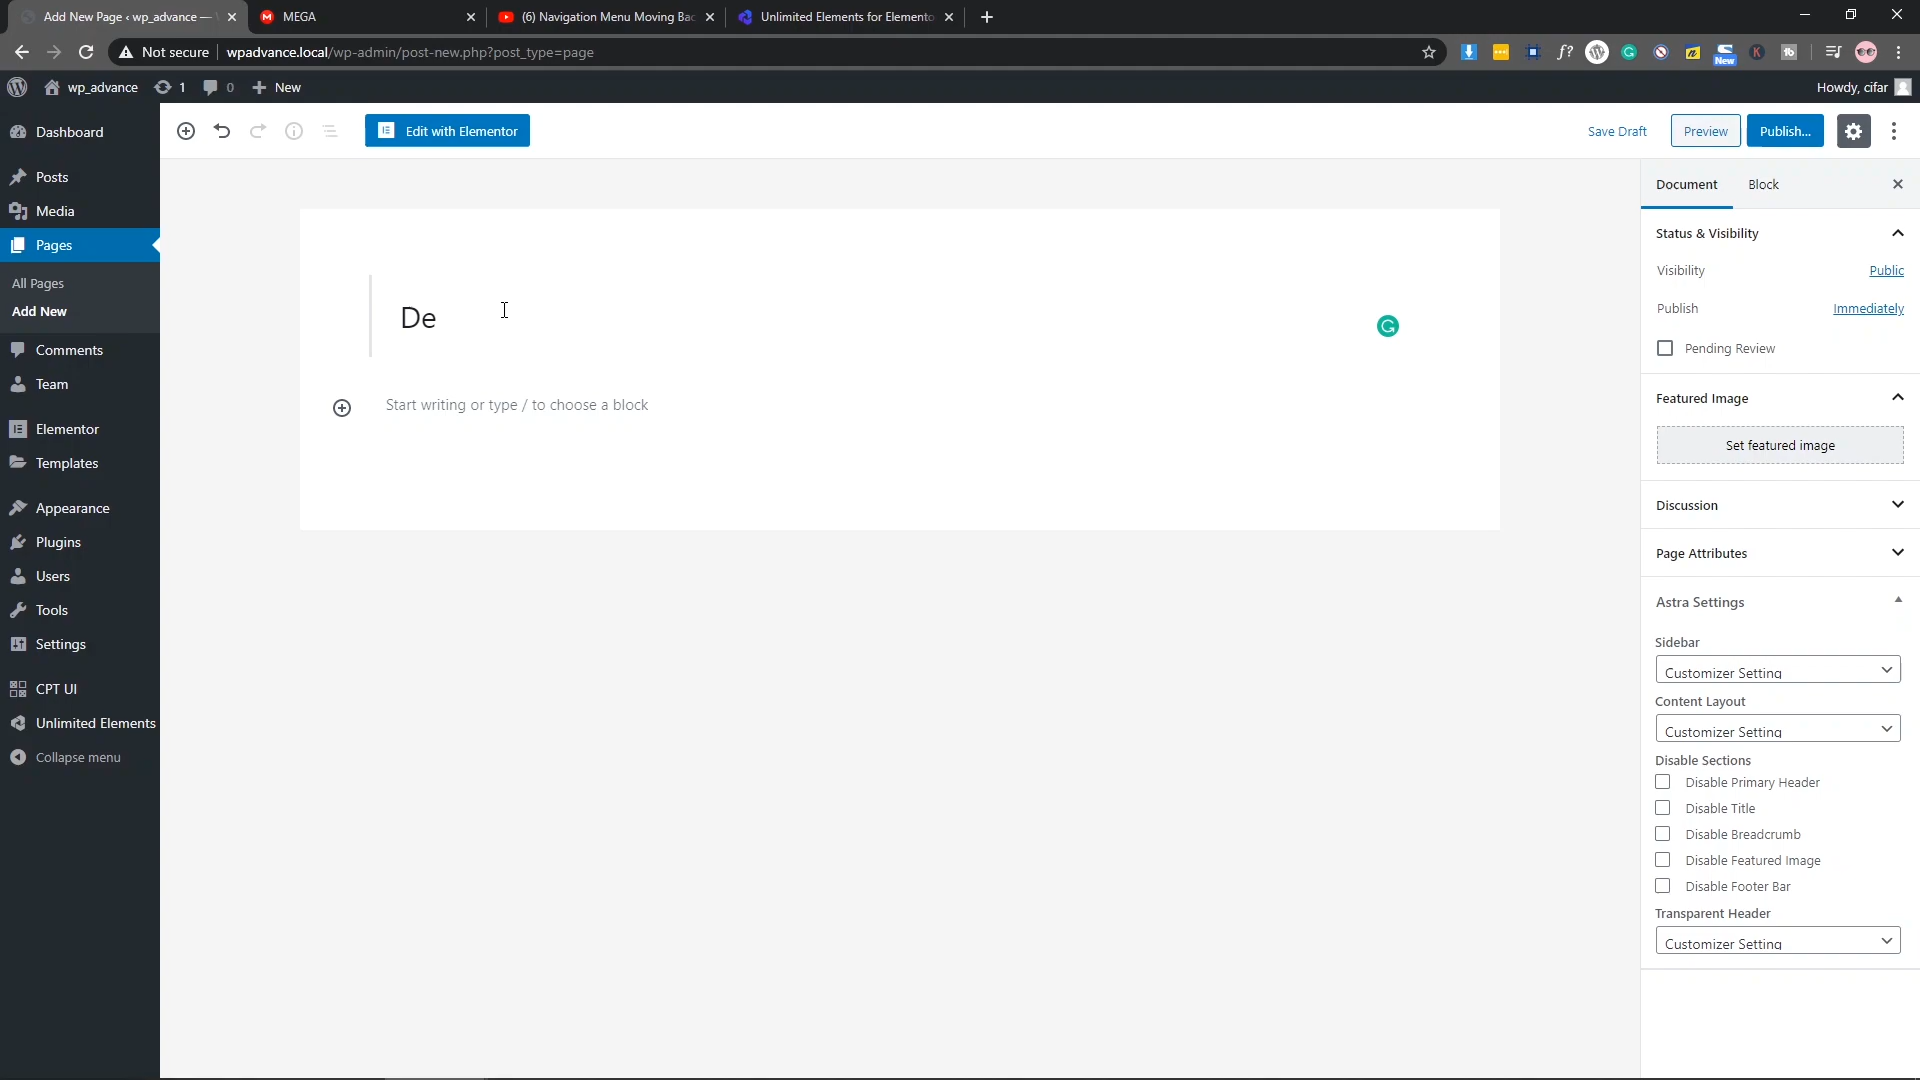 Add New Page ‹ wp_advance —
MEGA
(6) Navigation Menu Moving Bac
Unlimited Elements for Elemento
Not secure
wpadvance.local/wp-admin/post-new.php?post_type=page
New
wp_advance
1
0
New
Howdy, cifar
Dashboard
Posts
Media
Pages
All Pages
Add New
Comments
Team
Elementor
Templates
Appearance
Plugins
Users
Tools
Settings
CPT UI
Unlimited Elements
Collapse menu
Edit with Elementor
Save Draft
Preview
Publish...
De
Start writing or type / to choose a block
Document
Block
Status & Visibility
Visibility
Public
Publish
Immediately
Pending Review
Featured Image
Set featured image
Discussion
Page Attributes
Astra Settings
Sidebar
Customizer Setting
Content Layout
Customizer Setting
Disable Sections
Disable Primary Header
Disable Title
Disable Breadcrumb
Disable Featured Image
Disable Footer Bar
Transparent Header
Customizer Setting